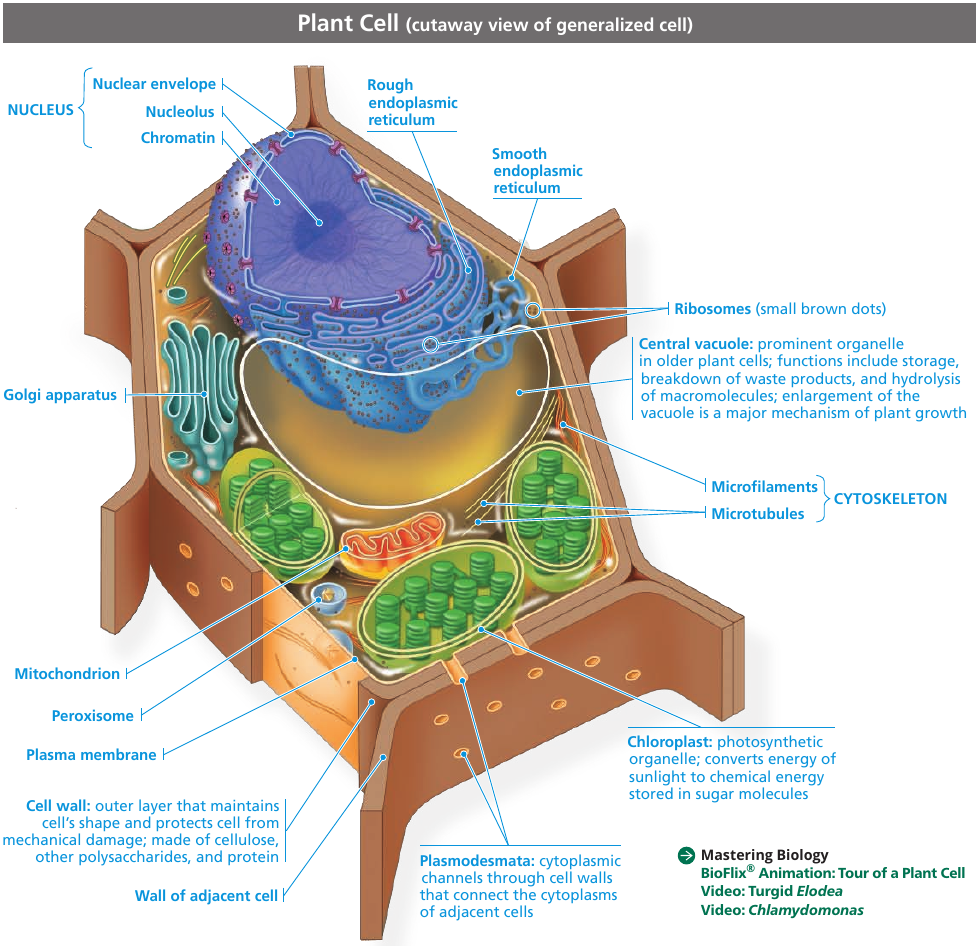 Plant Cell (cutaway view of generalized cell)
NUCLEUS
Nuclear envelope
Nucleolus
Chromatin
Rough
endoplasmic
reticulum
Smooth
endoplasmic
reticulum
Ribosomes (small brown dots)
Central vacuole: prominent organelle
in older plant cells; functions include storage,
breakdown of waste products, and hydrolysis
of macromolecules; enlargement of the
vacuole is a major mechanism of plant growth
Golgi apparatus
Microfilaments
Microtubules
CYTOSKELETON
Mitochondrion
Peroxisome
Plasma membrane
Cell wall: outer layer that maintains
cell's shape and protects cell from
mechanical damage; made of cellulose,
other polysaccharides, and protein
Wall of adjacent cell
Chloroplast: photosynthetic
organelle; converts energy of
sunlight to chemical energy
stored in sugar molecules
Plasmodesmata: cytoplasmic
channels through cell walls
that connect the cytoplasms
of adjacent cells
Mastering Biology
BioFlix® Animation: Tour of a Plant Cell
Video: Turgid Elodea
Video: Chlamydomonas